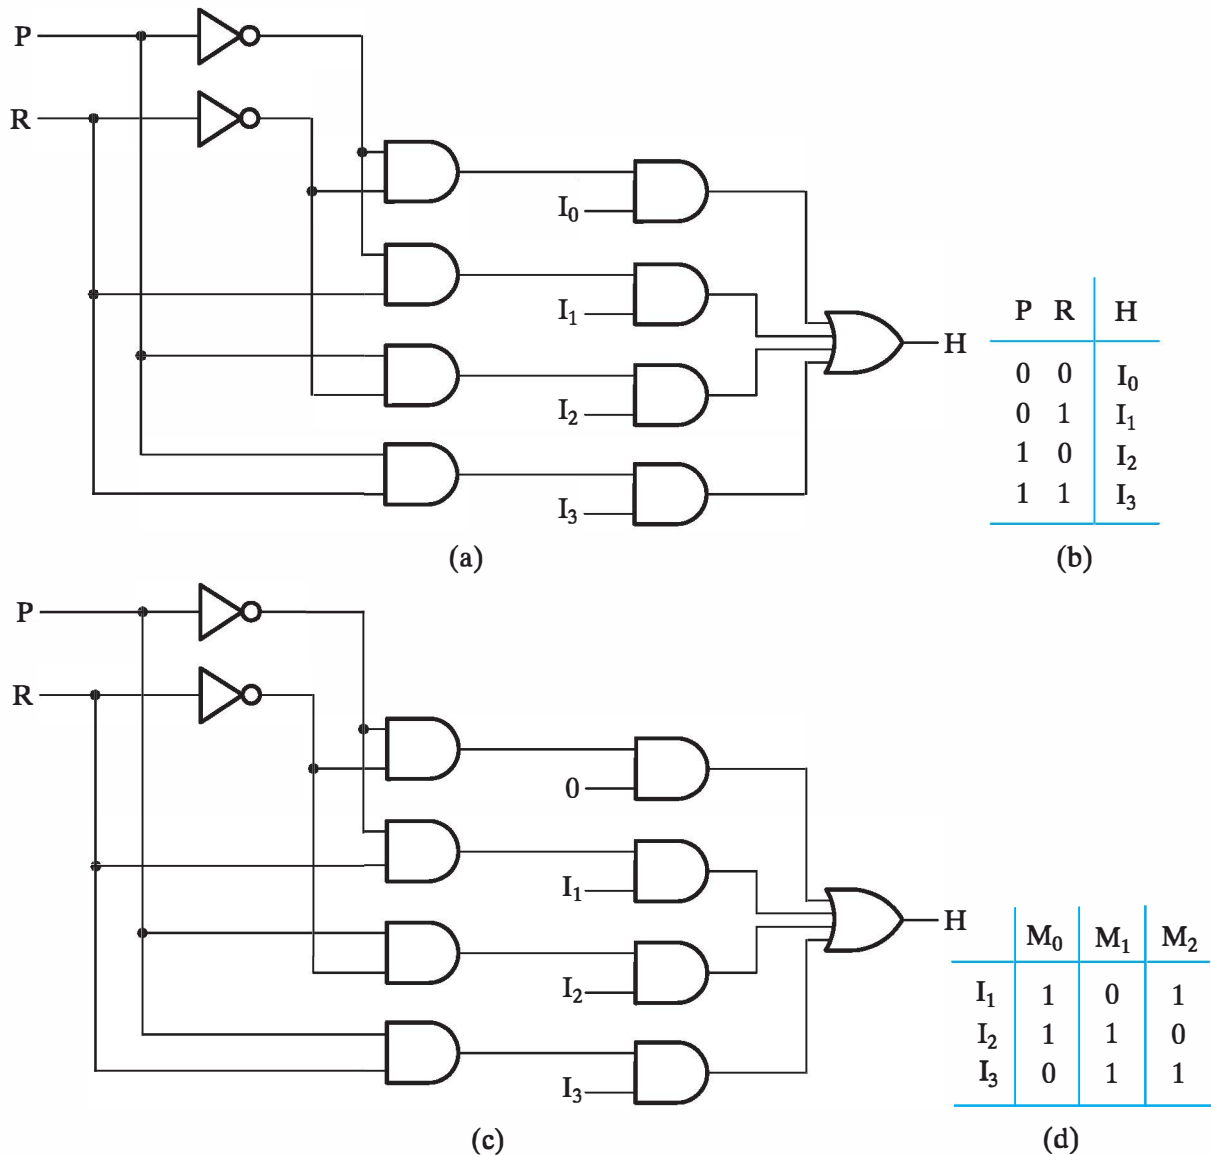 P
R
I₀
I₁
I₂
I₃
H
(a)
P R H
0 0 I₀
0 1 I₁
1 0 I₂
1 1 I₃
(b)
P
R
0
I₁
I₂
I₃
H
(c)
M₀ M₁ M₂
I₁ 1 0 1
I₂ 1 1 0
I₃ 0 1 1
(d)